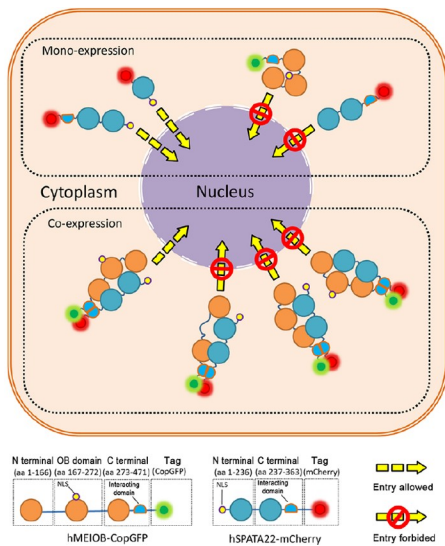 Mono-expression
Cytoplasm
Nucleus
Co-expression
N terminal OB domain C terminal Tag
(aa 1-166) (aa 167-272) (aa 273-471) (CopGFP)
NLS
Interacting
domain
hMEIOB-CopGFP
N terminal C terminal Tag
(aa 1-236) (aa 237-363) (mCherry)
NLS
Interacting
domain
hSPATA22-mCherry
Entry allowed
Entry forbided